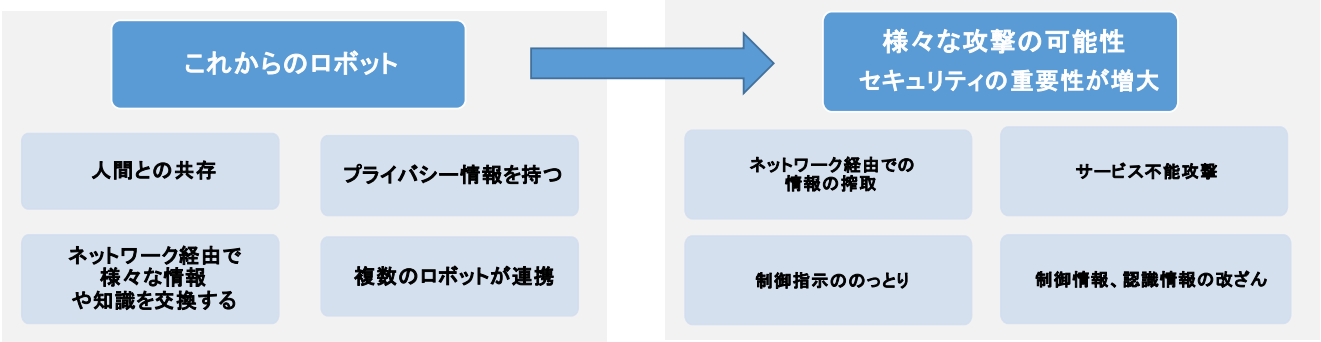 これからのロボット
人間との共存
プライバシー情報を持つ
ネットワーク経由で
様々な情報
や知識を交換する
複数のロボットが連携
様々な攻撃の可能性
セキュリティの重要性が増大
ネットワーク経由での
情報の搾取
サービス不能攻撃
制御指示ののっとり
制御情報、認識情報の改ざん